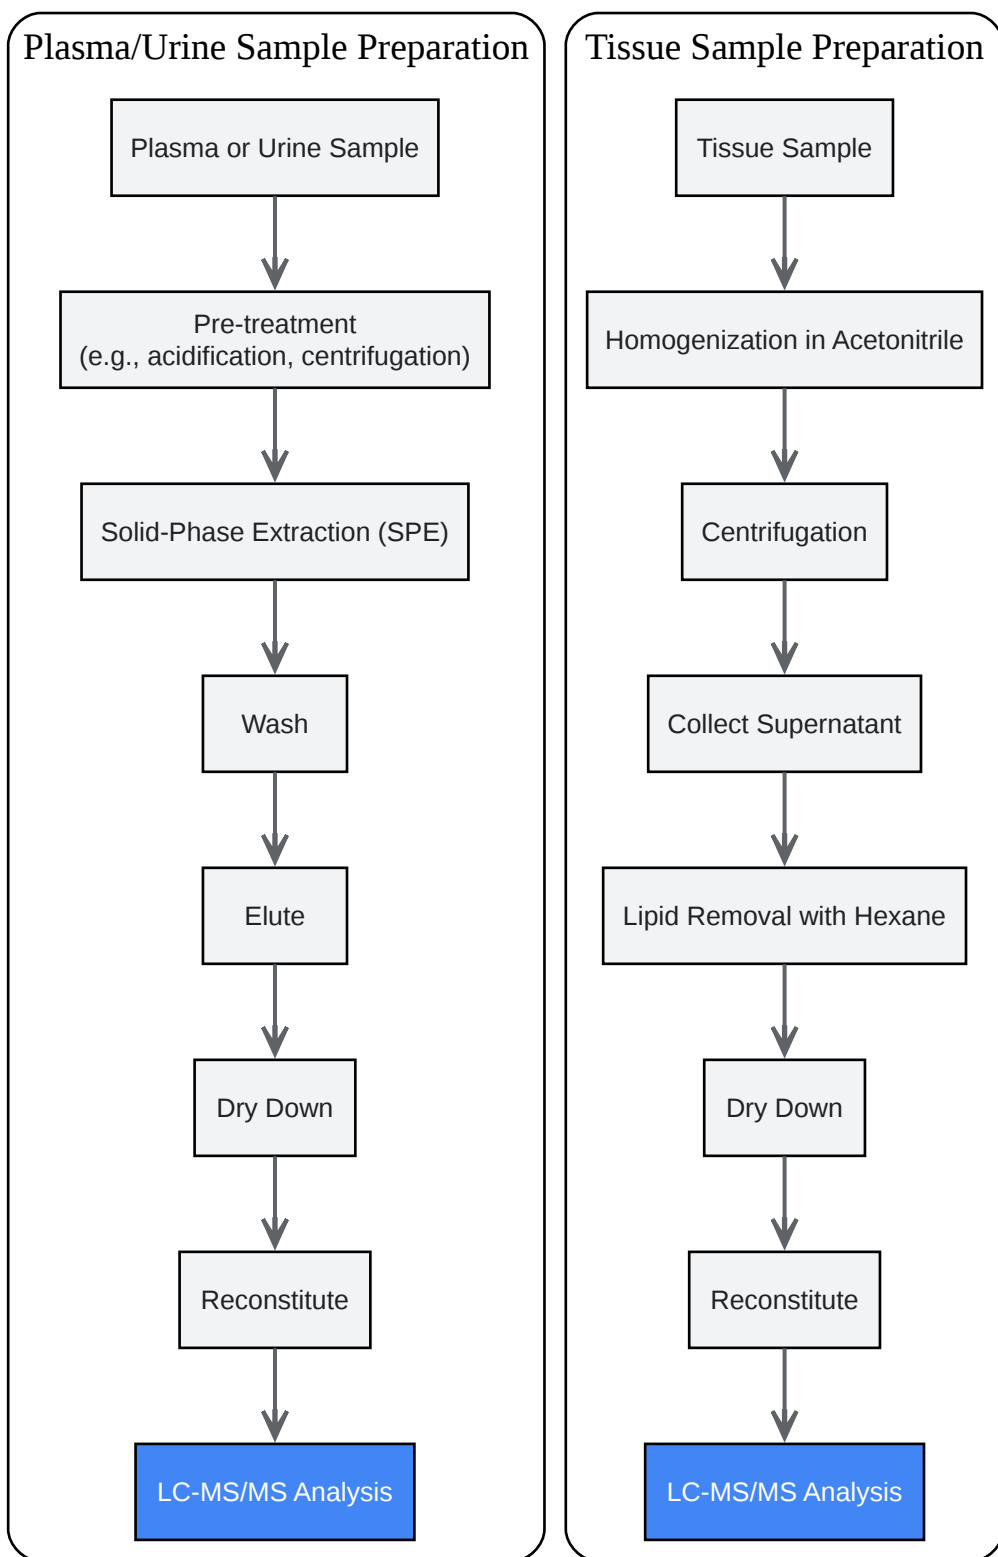 Plasma/Urine Sample Preparation
Plasma or Urine Sample
Pre-treatment
(e.g., acidification, centrifugation)
Solid-Phase Extraction (SPE)
Wash
Elute
Dry Down
Reconstitute
LC-MS/MS Analysis
Tissue Sample Preparation
Tissue Sample
Homogenization in Acetonitrile
Centrifugation
Collect Supernatant
Lipid Removal with Hexane
Dry Down
Reconstitute
LC-MS/MS Analysis